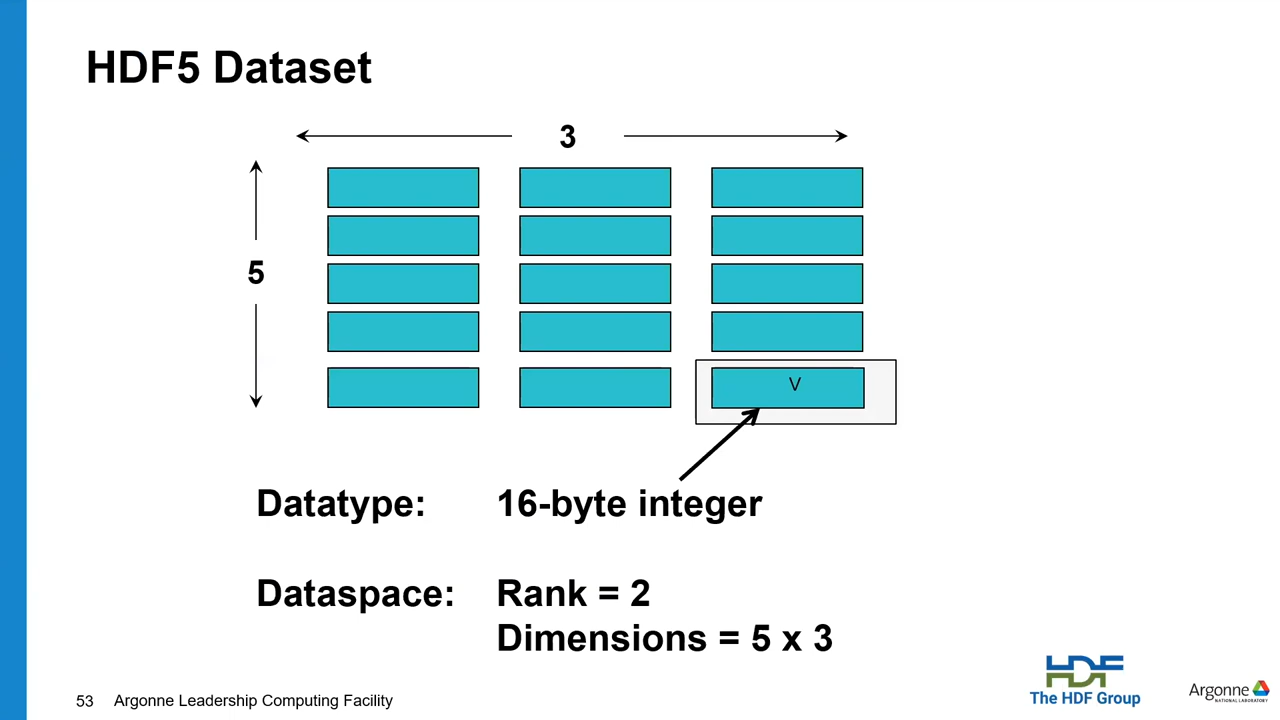 HDF5 Dataset
3
5
V
Datatype: 16-byte integer
Dataspace: Rank = 2
Dimensions = 5 x 3
53 Argonne Leadership Computing Facility
HDF
The HDF Group
Argonne
NATIONAL LABORATORY